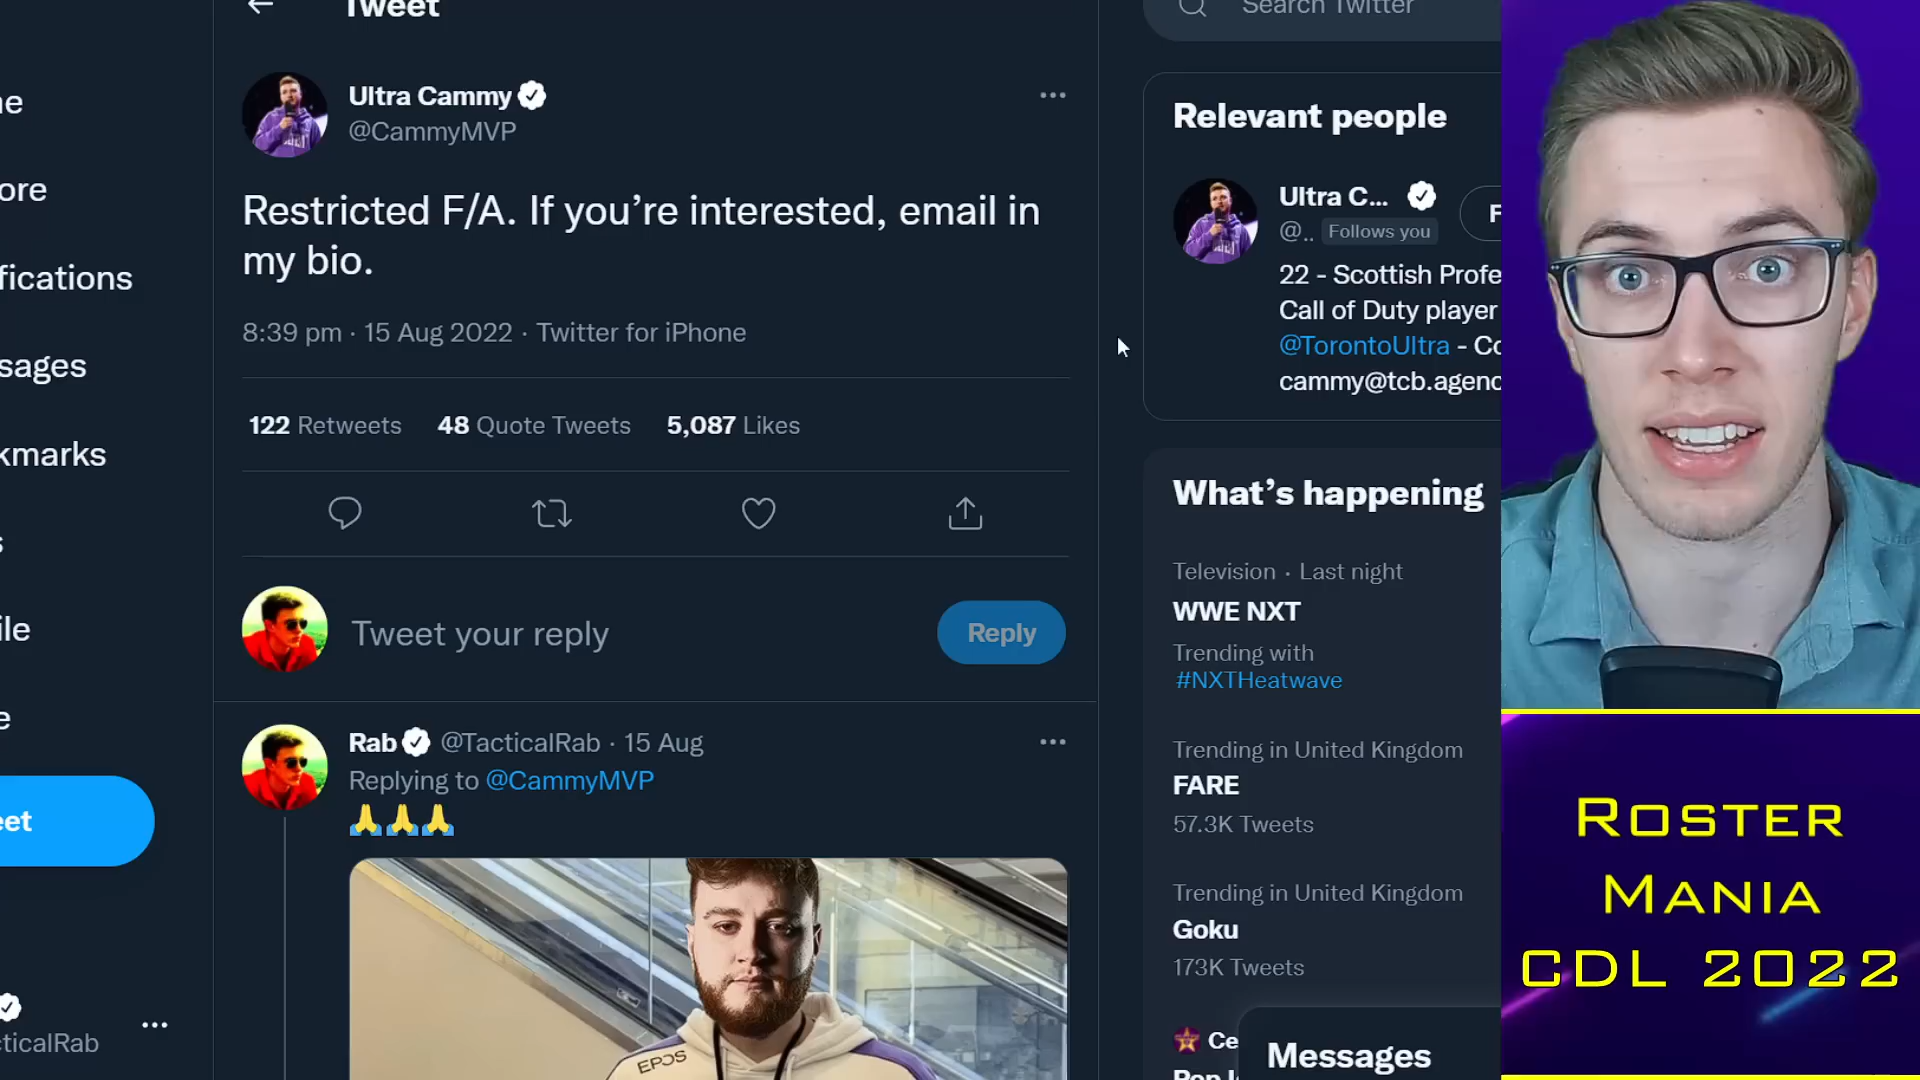 Tweet
Search Twitter
Ultra Cammy
@CammyMVP
Restricted F/A. If you’re interested, email in
my bio.
8:39 pm · 15 Aug 2022 · Twitter for iPhone
122 Retweets 48 Quote Tweets 5,087 Likes
Tweet your reply
Reply
Rab @TacticalRab · 15 Aug
Replying to @CammyMVP
🙏🙏🙏
EPOS
ne
ore
fications
sages
kmarks
s
ile
e
eet
cticalRab
Relevant people
Ultra C...
@.. Follows you
F
22 - Scottish Profe
Call of Duty player
@TorontoUltra - Co
cammy@tcb.agenc
What’s happening
Television · Last night
WWE NXT
Trending with
#NXTHeatwave
Trending in United Kingdom
FARE
57.3K Tweets
Trending in United Kingdom
Goku
173K Tweets
Ce
Messages
ROSTER
MANIA
CDL 2022